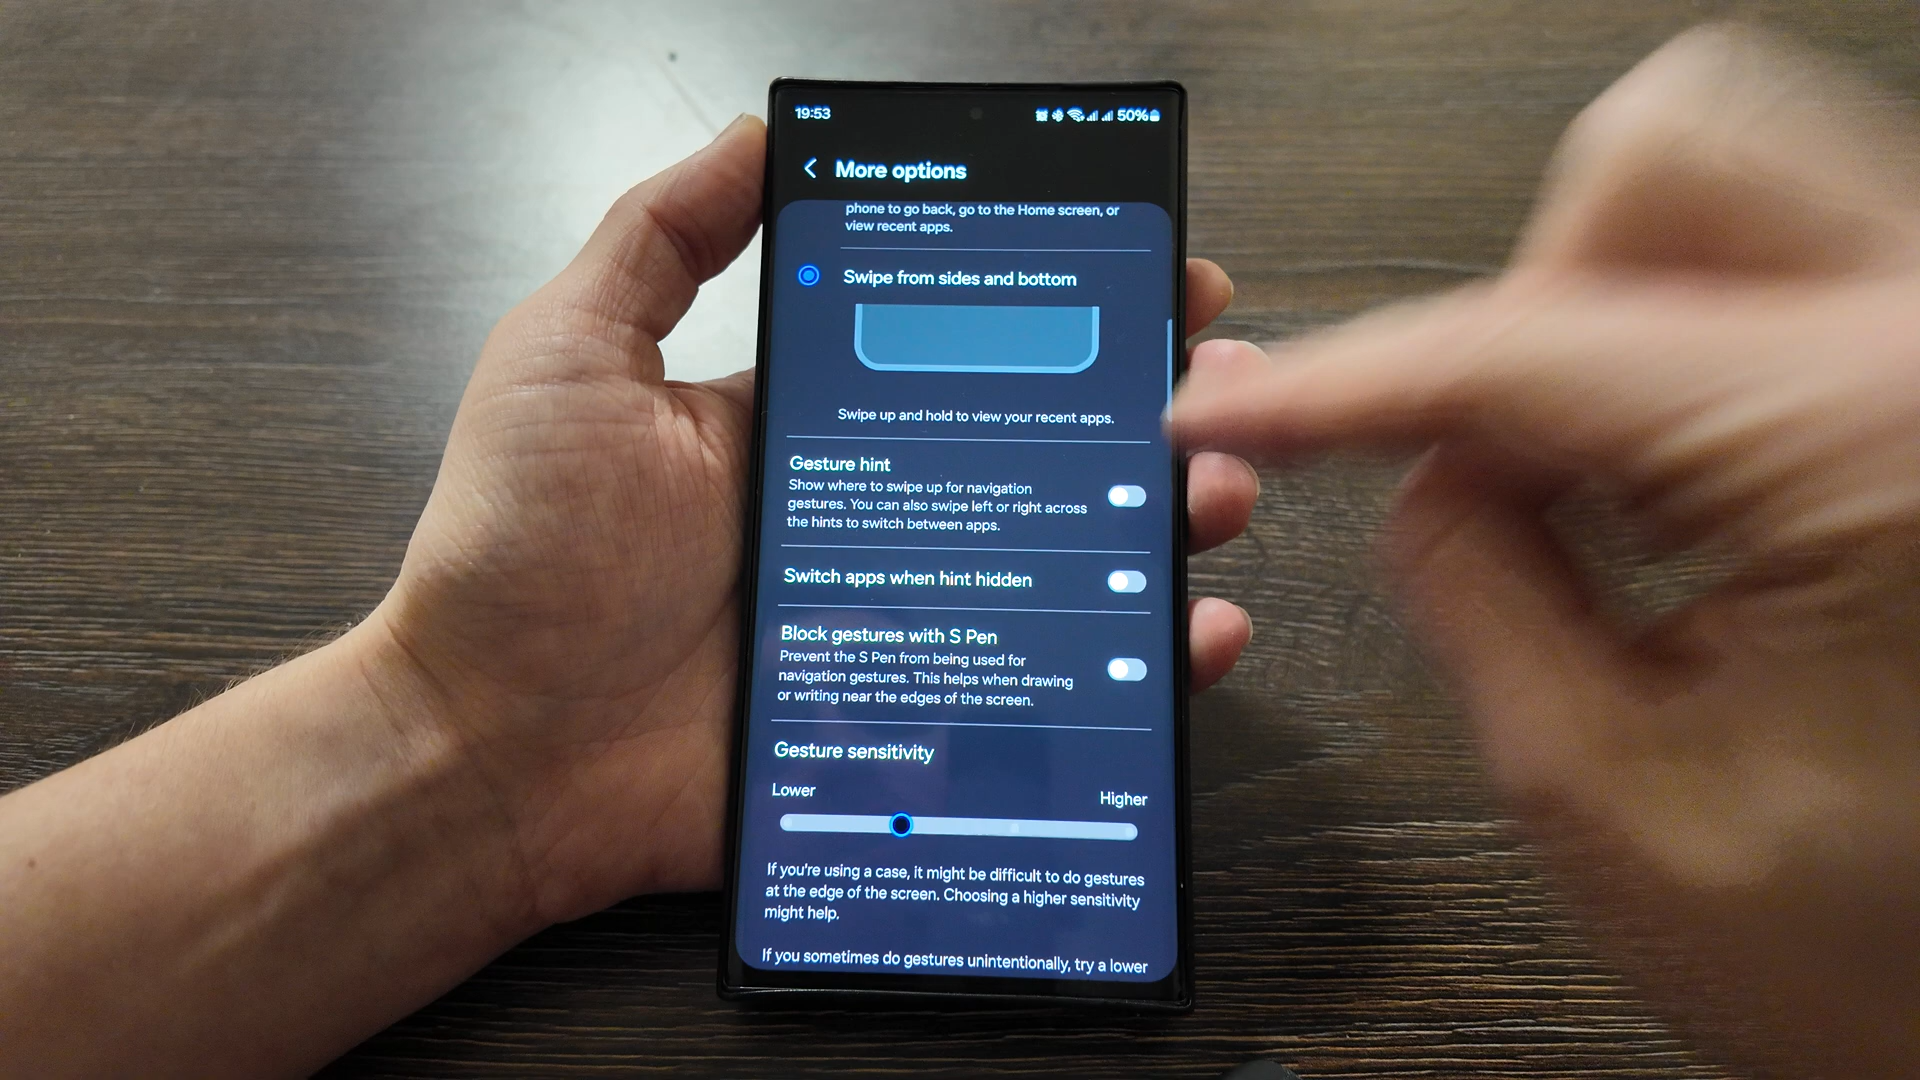 19:53
50%
More options
phone to go back, go to the Home screen, or
view recent apps.
Swipe from sides and bottom
Swipe up and hold to view your recent apps.
Gesture hint
Show where to swipe up for navigation
gestures. You can also swipe left or right across
the hints to switch between apps.
Switch apps when hint hidden
Block gestures with S Pen
Prevent the S Pen from being used for
navigation gestures. This helps when drawing
or writing near the edges of the screen.
Gesture sensitivity
Lower
Higher
If you're using a case, it might be difficult to do gestures
at the edge of the screen. Choosing a higher sensitivity
might help.
If you sometimes do gestures unintentionally, try a lower